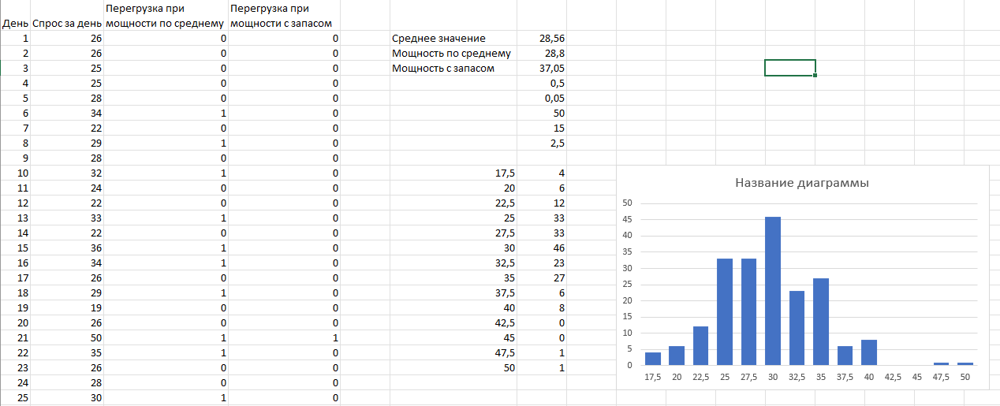 День Спрос за день Перегрузка при мощности по среднему Перегрузка при мощности с запасом
1 26 0 0 Среднее значение 28,56
2 26 0 0 Мощность по среднему 28,8
3 25 0 0 Мощность с запасом 37,05
4 25 0 0 0,5
5 28 0 0 0,05
6 34 1 0 50
7 22 0 0 15
8 29 1 0 2,5
9 28 0 0
10 32 1 0 17,5 4
11 24 0 0 20 6
12 22 0 0 22,5 12
13 33 1 0 25 33
14 22 0 0 27,5 33
15 36 1 0 30 46
16 34 1 0 32,5 23
17 26 0 0 35 27
18 29 1 0 37,5 6
19 19 0 0 40 8
20 26 0 0 42,5 0
21 50 1 1 45 0
22 35 1 0 47,5 1
23 26 0 0 50 1
24 28 0 0
25 30 1 0
Название диаграммы
50
45
40
35
30
25
20
15
10
5
0
17,5 20 22,5 25 27,5 30 32,5 35 37,5 40 42,5 45 47,5 50